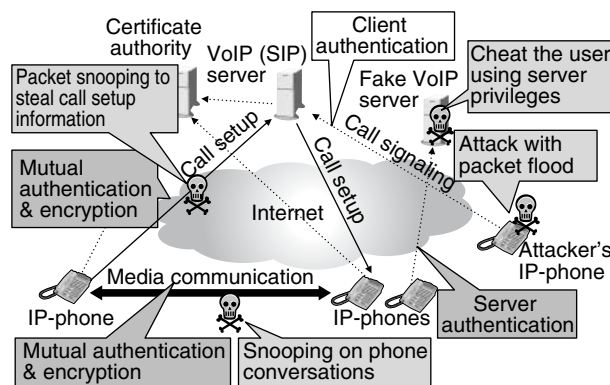 Certificate
authority
VoIP (SIP)
server
Client
authentication
Fake VoIP
server
Cheat the user
using server
privileges
Packet snooping to
steal call setup
information
Call setup
Call setup
Call signaling
Attack with
packet flood
Mutual
authentication
& encryption
Internet
Attacker's
IP-phone
Media communication
IP-phone
IP-phones
Server
authentication
Mutual authentication
& encryption
Snooping on phone
conversations